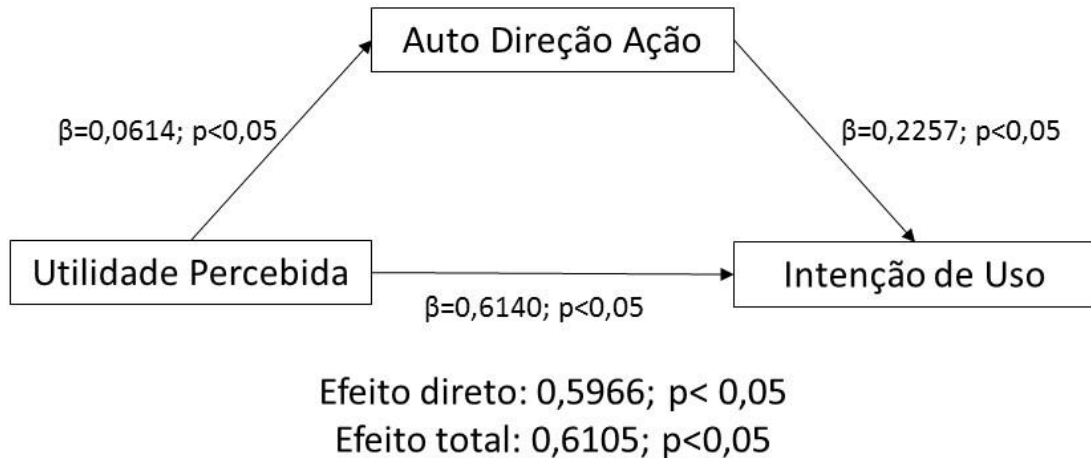 Auto Direção Ação
β=0,0614; p<0,05
β=0,2257; p<0,05
Utilidade Percebida
Intenção de Uso
β=0,6140; p<0,05
Efeito direto: 0,5966; p< 0,05
Efeito total: 0,6105; p<0,05